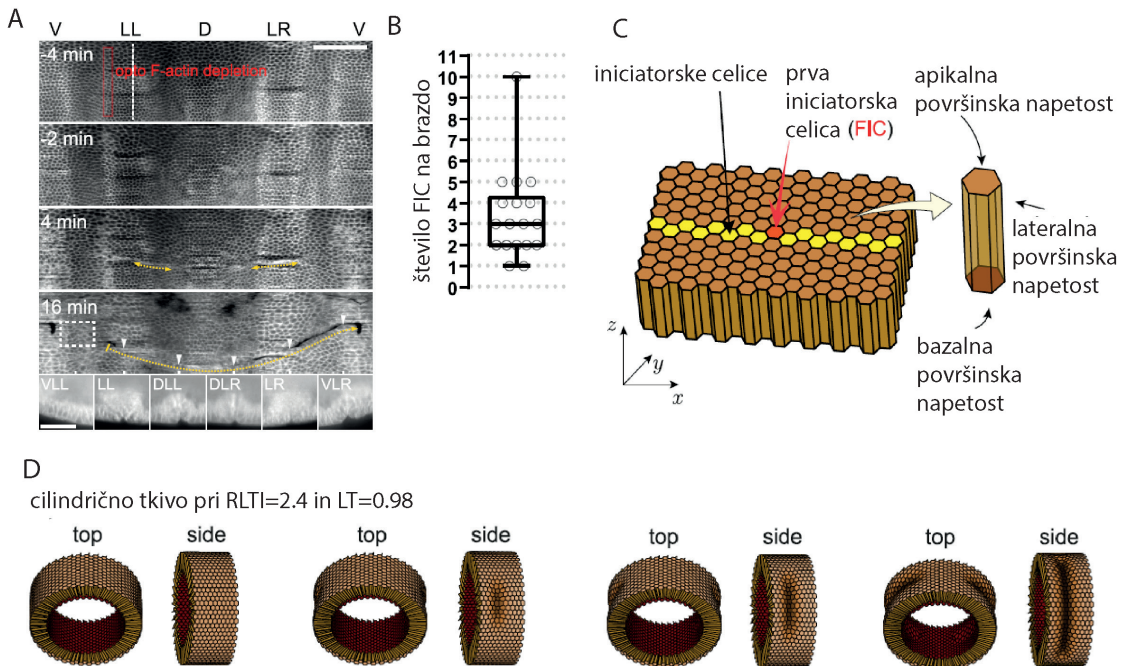 A
V LL D LR V
-4 min
opto F-actin depletion
-2 min
4 min
16 min
VLL LL DLL DLR LR VLR
B
število FIC na brazdo
11
10
9
8
7
6
5
4
3
2
1
0
C
iniciatorske celice
prva
iniciatorska
celica (FIC)
apikalna
površinska napetost
lateralna
površinska
napetost
bazalna
površinska
napetost
z
y
x
D
cilindrično tkivo pri RLTI=2.4 in LT=0.98
top side top side top side top side